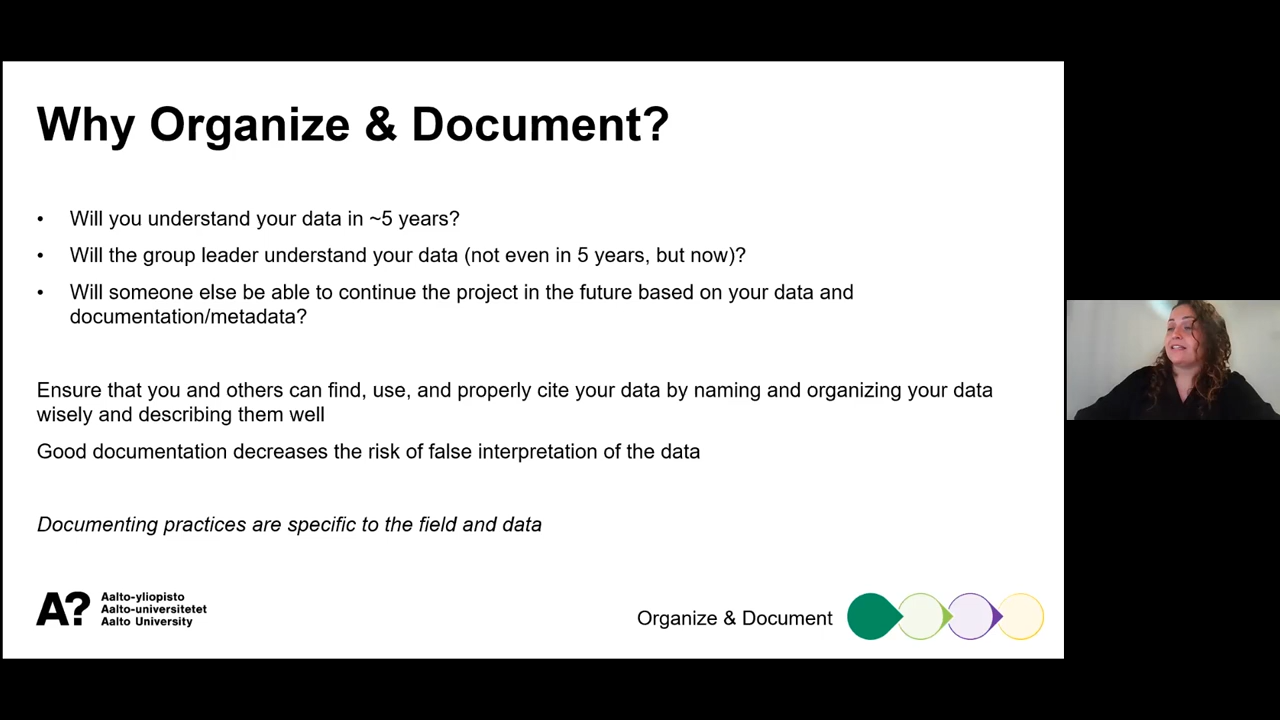 Why Organize & Document?
• Will you understand your data in ~5 years?
• Will the group leader understand your data (not even in 5 years, but now)?
• Will someone else be able to continue the project in the future based on your data and
documentation/metadata?
Ensure that you and others can find, use, and properly cite your data by naming and organizing your data
wisely and describing them well
Good documentation decreases the risk of false interpretation of the data
Documenting practices are specific to the field and data
A?
Aalto-yliopisto
Aalto-universitetet
Aalto University
Organize & Document